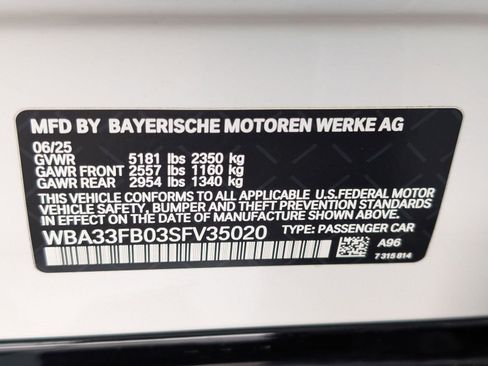 MFD BY BAYERISCHE MOTOREN WERKE AG
06/25
GVWR 5181 lbs 2350 kg
GAWR FRONT 2557 lbs 1160 kg
GAWR REAR 2954 lbs 1340 kg
THIS VEHICLE CONFORMS TO ALL APPLICABLE U.S.FEDERAL MOTOR
VEHICLE SAFETY, BUMPER, AND THEFT PREVENTION STANDARDS
IN EFFECT ON THE DATE OF MANUFACTURE SHOWN ABOVE.
WBA33FB03SFV35020 TYPE: PASSENGER CAR
A96
7 315 814